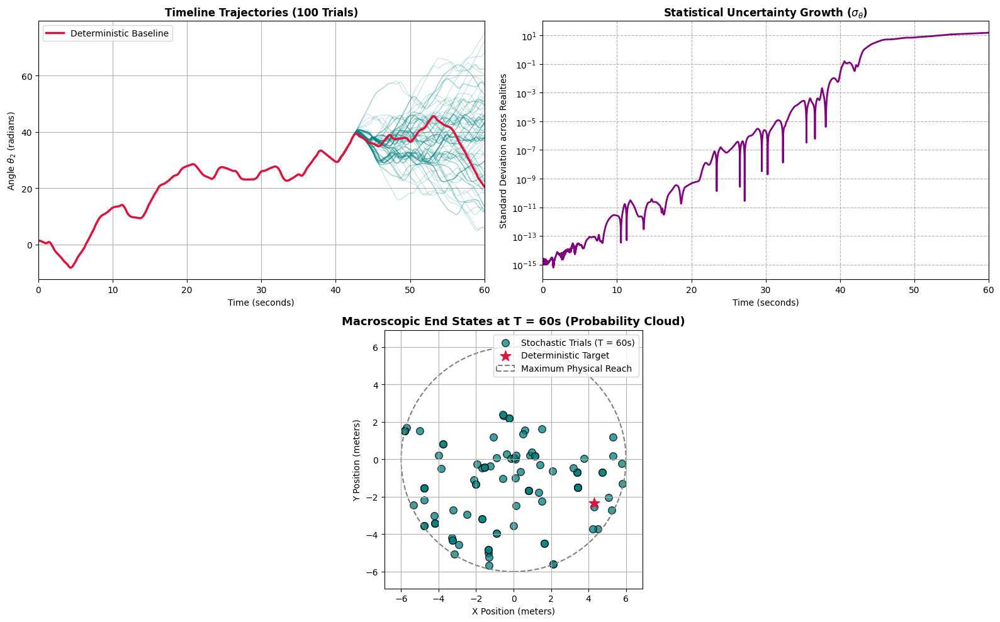 Timeline Trajectories (100 Trials)
Deterministic Baseline
60
40
20
0
Angle θ₂ (radians)
0 10 20 30 40 50 60
Time (seconds)
Statistical Uncertainty Growth (σ_θ)
10¹
10⁻¹
10⁻³
10⁻⁵
10⁻⁷
10⁻⁹
10⁻¹¹
10⁻¹³
10⁻¹⁵
Standard Deviation across Realities
0 10 20 30 40 50 60
Time (seconds)
Macroscopic End States at T = 60s (Probability Cloud)
Stochastic Trials (T = 60s)
Deterministic Target
Maximum Physical Reach
6
4
2
0
−2
−4
−6
Y Position (meters)
−6 −4 −2 0 2 4 6
X Position (meters)